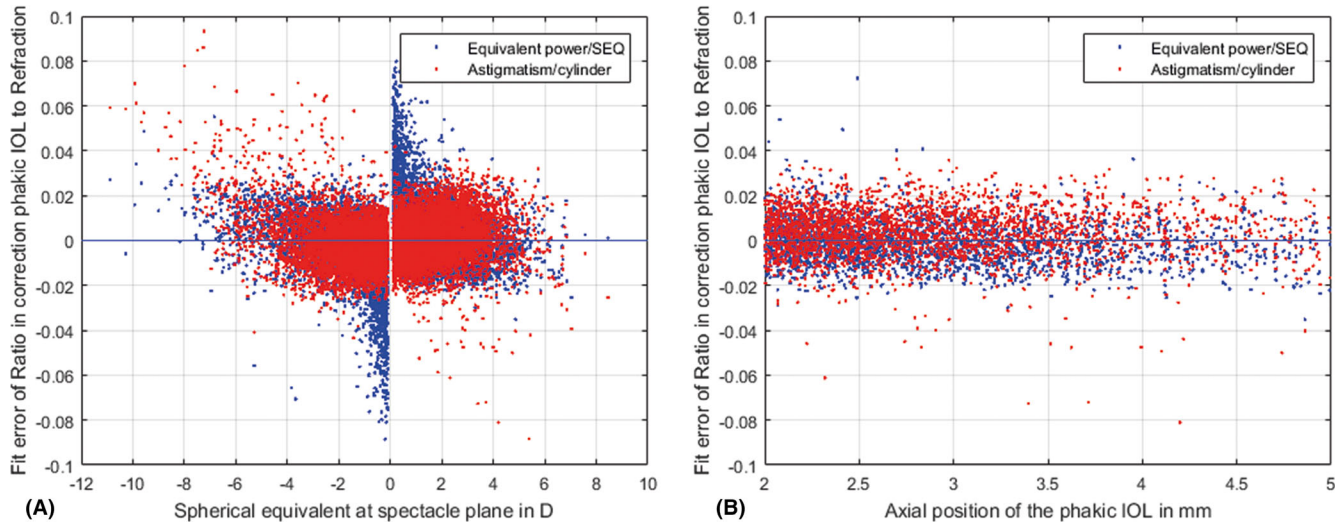 Fit error of Ratio in correction phakic IOL to Refraction
0.1
0.08
0.06
0.04
0.02
0
-0.02
-0.04
-0.06
-0.08
-0.1
Equivalent power/SEQ
Astigmatism/cylinder
-12 -10 -8 -6 -4 -2 0 2 4 6 8 10
(A) Spherical equivalent at spectacle plane in D
Fit error of Ratio in correction phakic IOL to Refraction
0.1
0.08
0.06
0.04
0.02
0
-0.02
-0.04
-0.06
-0.08
-0.1
Equivalent power/SEQ
Astigmatism/cylinder
2 2.5 3 3.5 4 4.5 5
(B) Axial position of the phakic IOL in mm